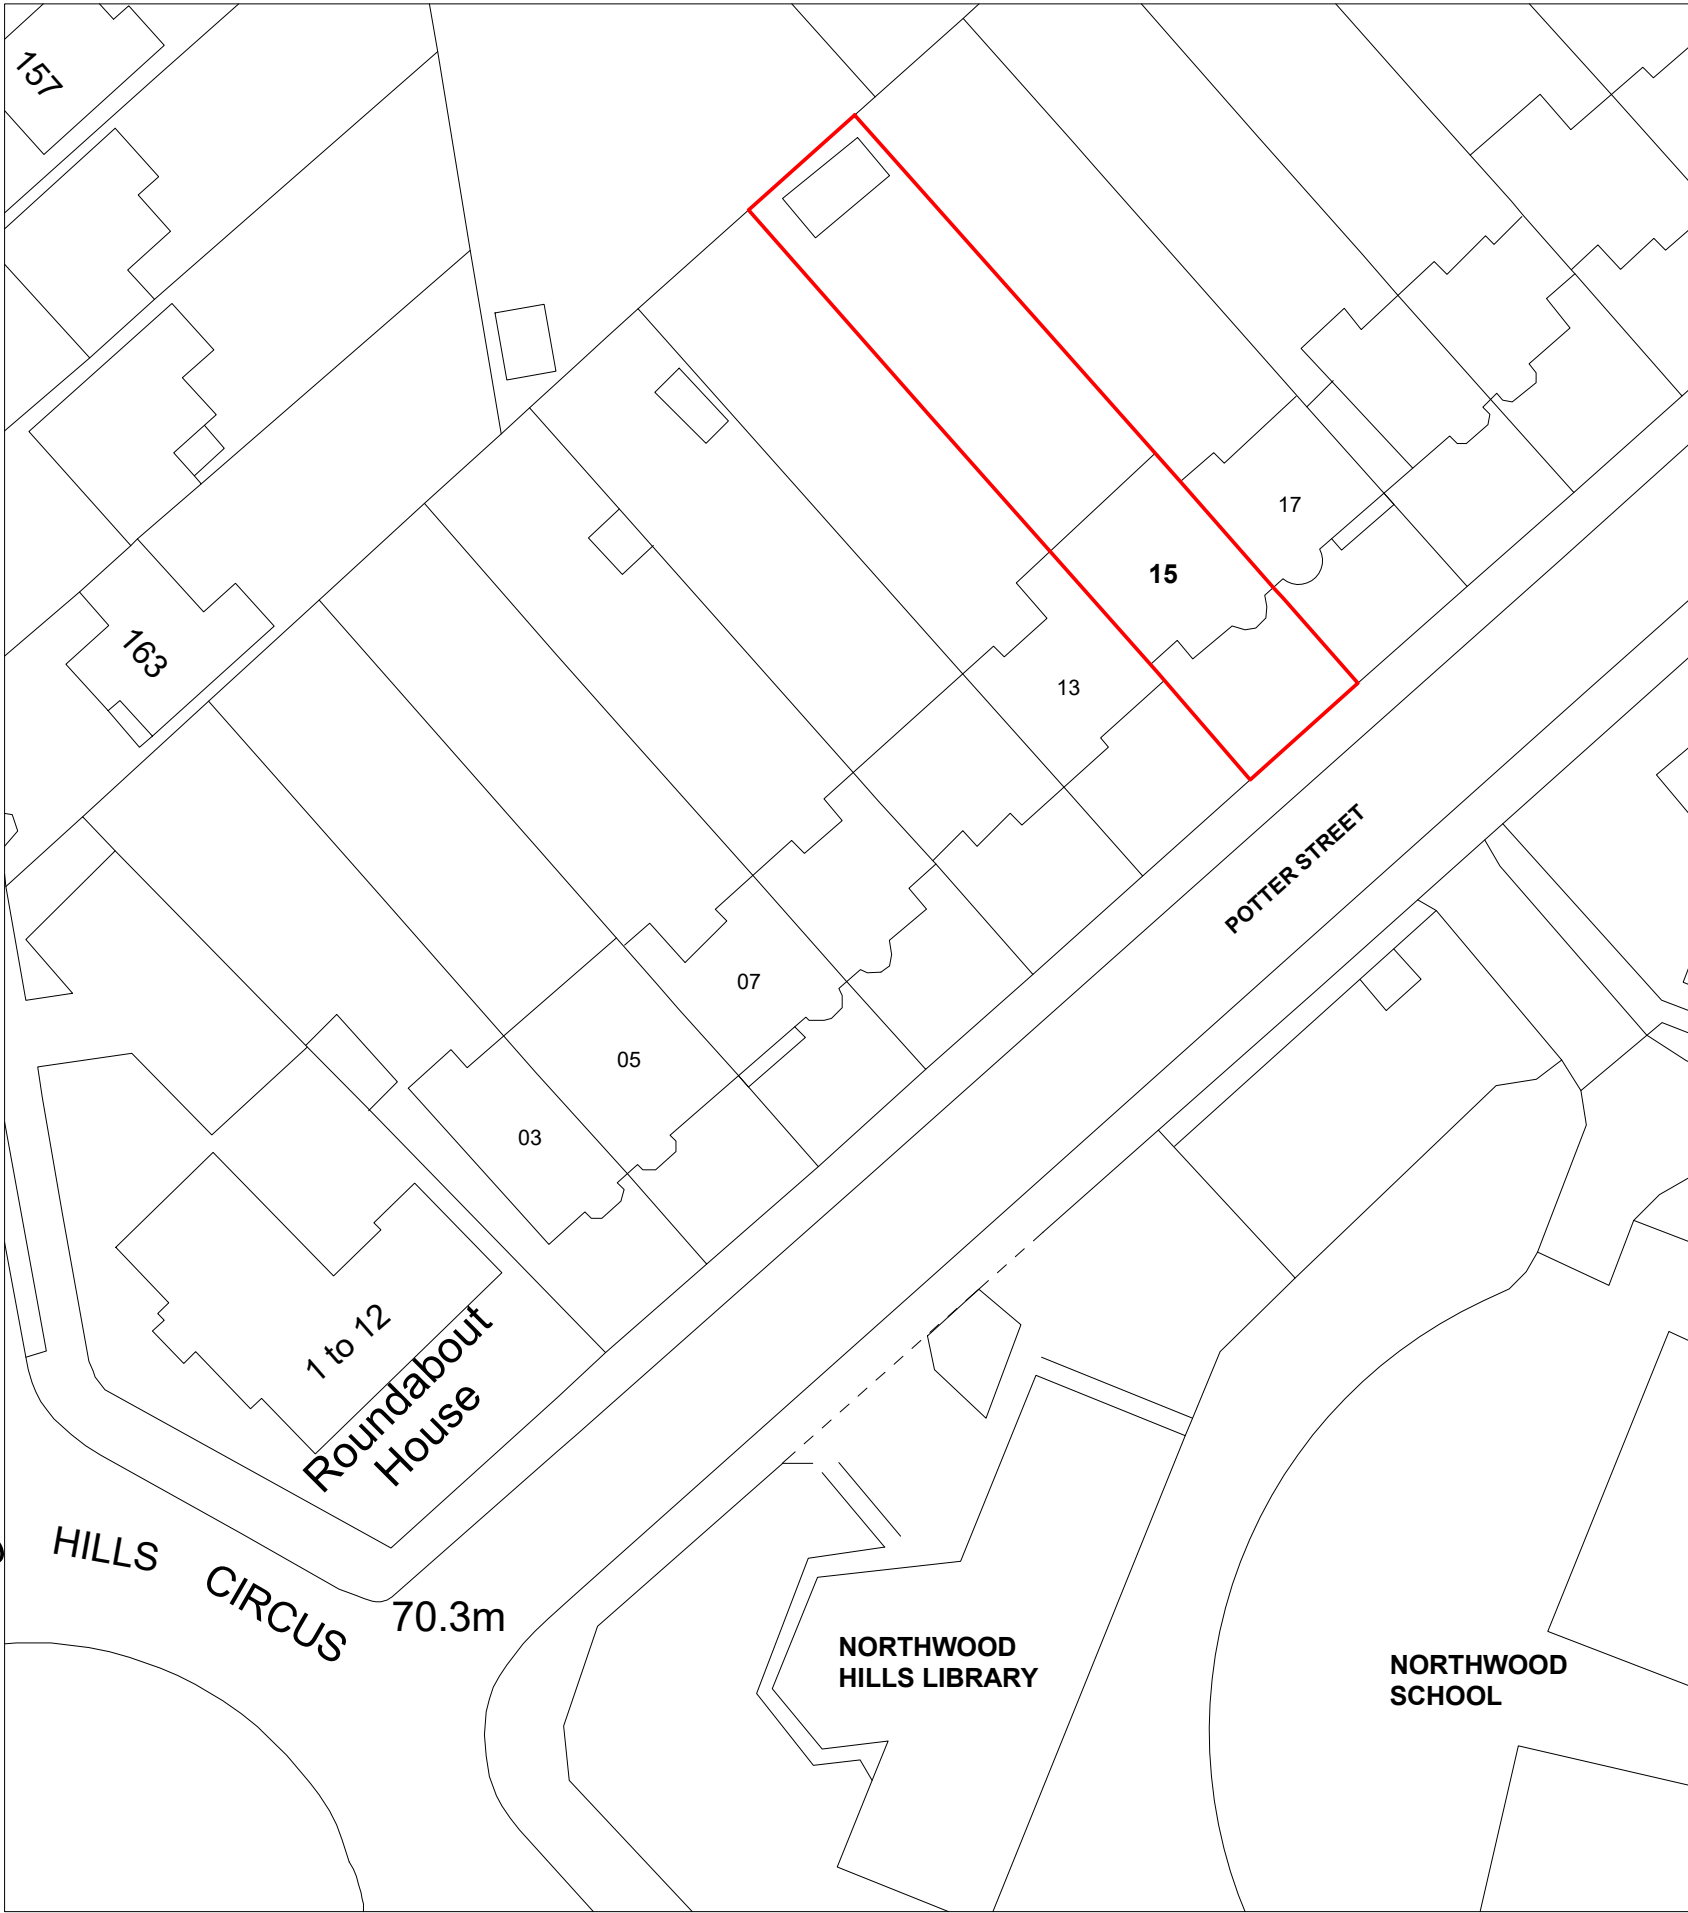 157
17
15
163
13
POTTER STREET
07
05
03
1 to 12
Roundabout
House
HILLS
CIRCUS
70.3m
NORTHWOOD
HILLS LIBRARY
NORTHWOOD
SCHOOL